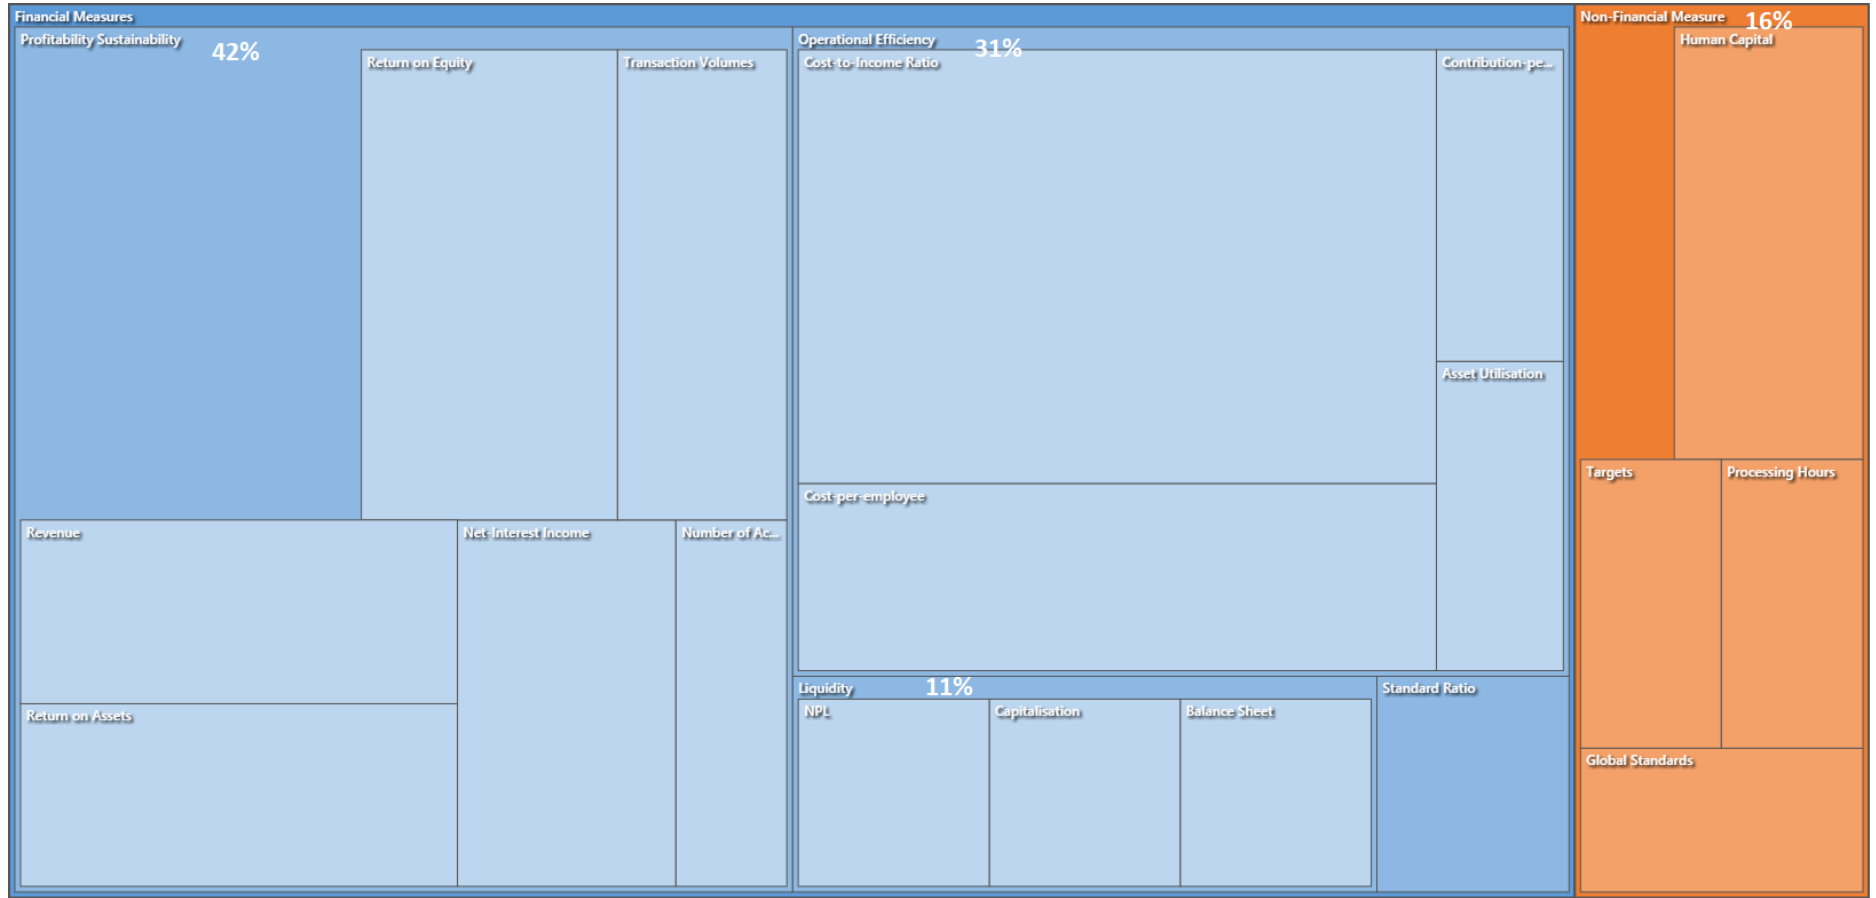 Financial Measures
Profitability Sustainability
42%
Return on Equity
Transaction Volumes
Revenue
Return on Assets
Net-Interest Income
Number of Ac...
Operational Efficiency
31%
Cost-to-Income Ratio
Contribution-pe...
Asset Utilisation
Cost-per-employee
Liquidity
11%
NPL
Capitalisation
Balance Sheet
Standard Ratio
Non-Financial Measure
16%
Human Capital
Targets
Processing Hours
Global Standards